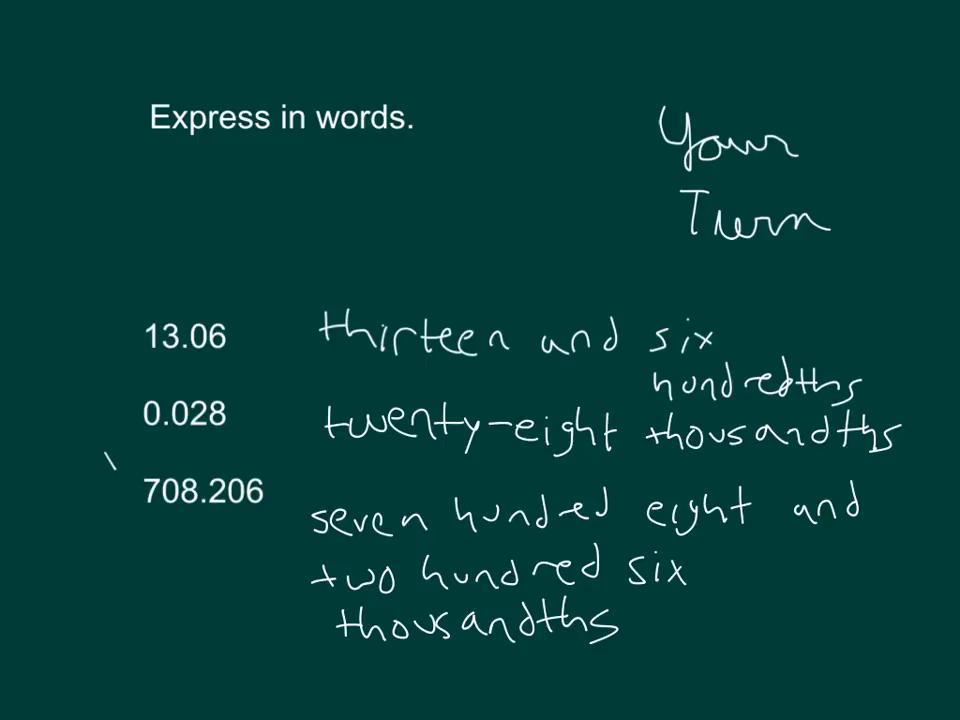 Express in words.
Your
Turn
13.06 thirteen and six
hundredths
0.028 twenty-eight thousandths
708.206 seven hundred eight and
two hundred six
thousandths